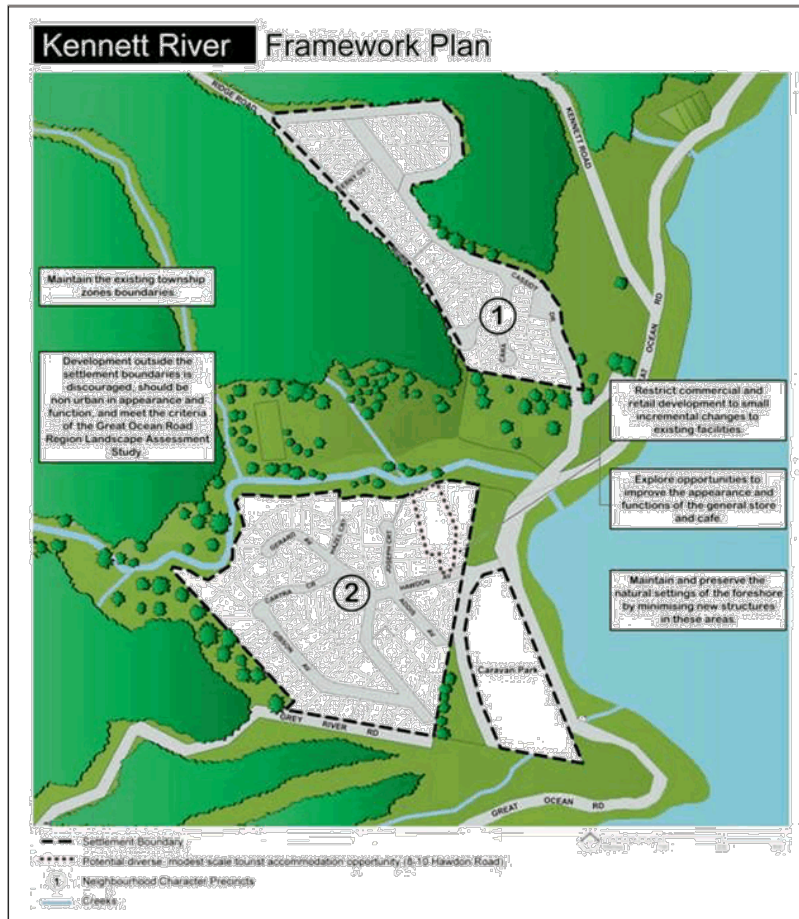 Kennett River Framework Plan
RIDGE ROAD
KENNETT ROAD
CASSOT
DR
GREAT OCEAN RD
1
Maintain the existing township
zones boundaries.
Development outside the
settlement boundaries is
discouraged, should be
non urban in appearance and
function, and meet the criteria
of the Great Ocean Road
Region Landscape Assessment
Study.
Restrict commercial and
retail development to small
incremental changes to
existing facilities.
Explore opportunities to
improve the appearance and
functions of the general store
and cafe.
Maintain and preserve the
natural settings of the foreshore
by minimising new structures
in these areas.
2
HAWDON
AV
Caravan Park
GREY RIVER RD
GREAT OCEAN RD
Settlement Boundary
Potential diverse, modest scale tourist accommodation opportunity (6-10 Hawdon Road)
1 Neighbourhood Character Precincts
Creeks